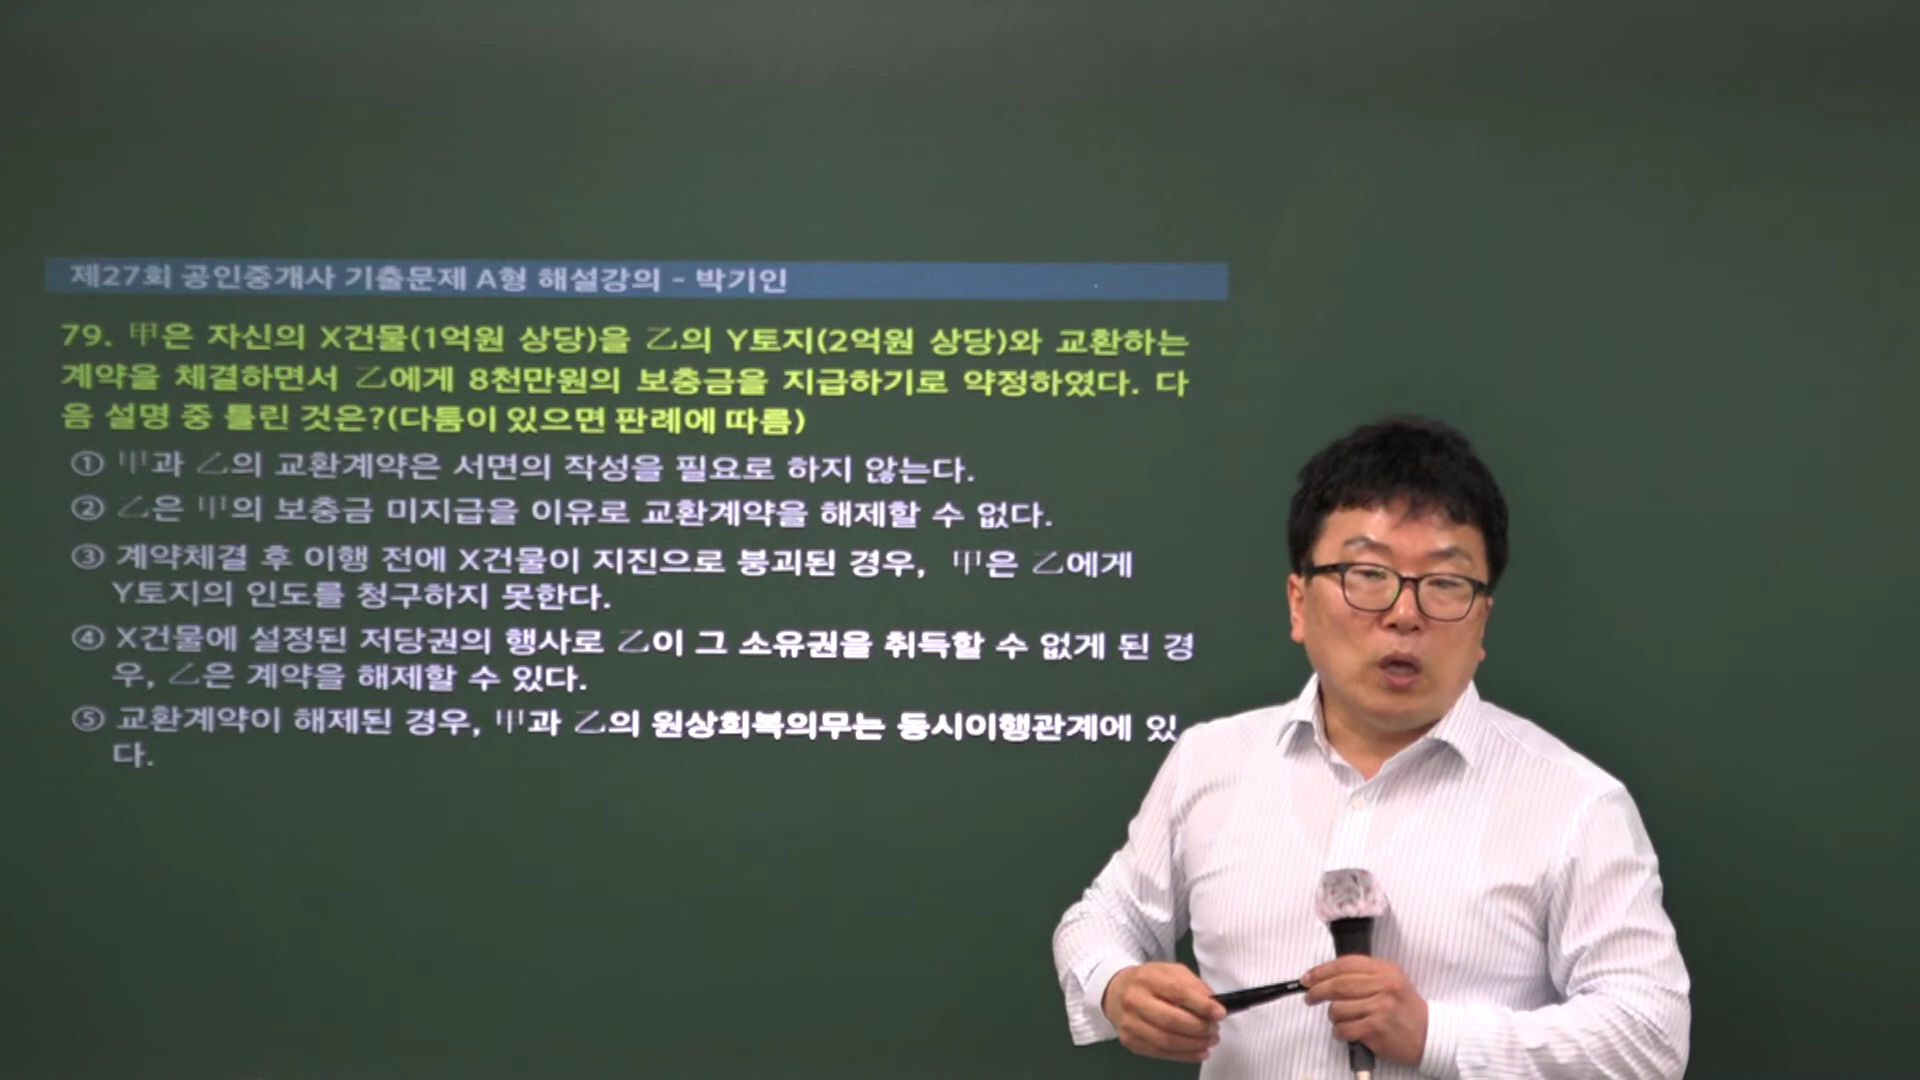 제27회 공인중개사 기출문제 A형 해설강의 - 박기인
79. 甲은 자신의 X건물(1억원 상당)을 乙의 Y토지(2억원 상당)와 교환하는
계약을 체결하면서 乙에게 8천만원의 보충금을 지급하기로 약정하였다. 다
음 설명 중 틀린 것은?(다툼이 있으면 판례에 따름)
① 甲과 乙의 교환계약은 서면의 작성을 필요로 하지 않는다.
② 乙은 甲의 보충금 미지급을 이유로 교환계약을 해제할 수 없다.
③ 계약체결 후 이행 전에 X건물이 지진으로 붕괴된 경우, 甲은 乙에게
Y토지의 인도를 청구하지 못한다.
④ X건물에 설정된 저당권의 행사로 乙이 그 소유권을 취득할 수 없게 된 경
우, 乙은 계약을 해제할 수 있다.
⑤ 교환계약이 해제된 경우, 甲과 乙의 원상회복의무는 동시이행관계에 있
다.